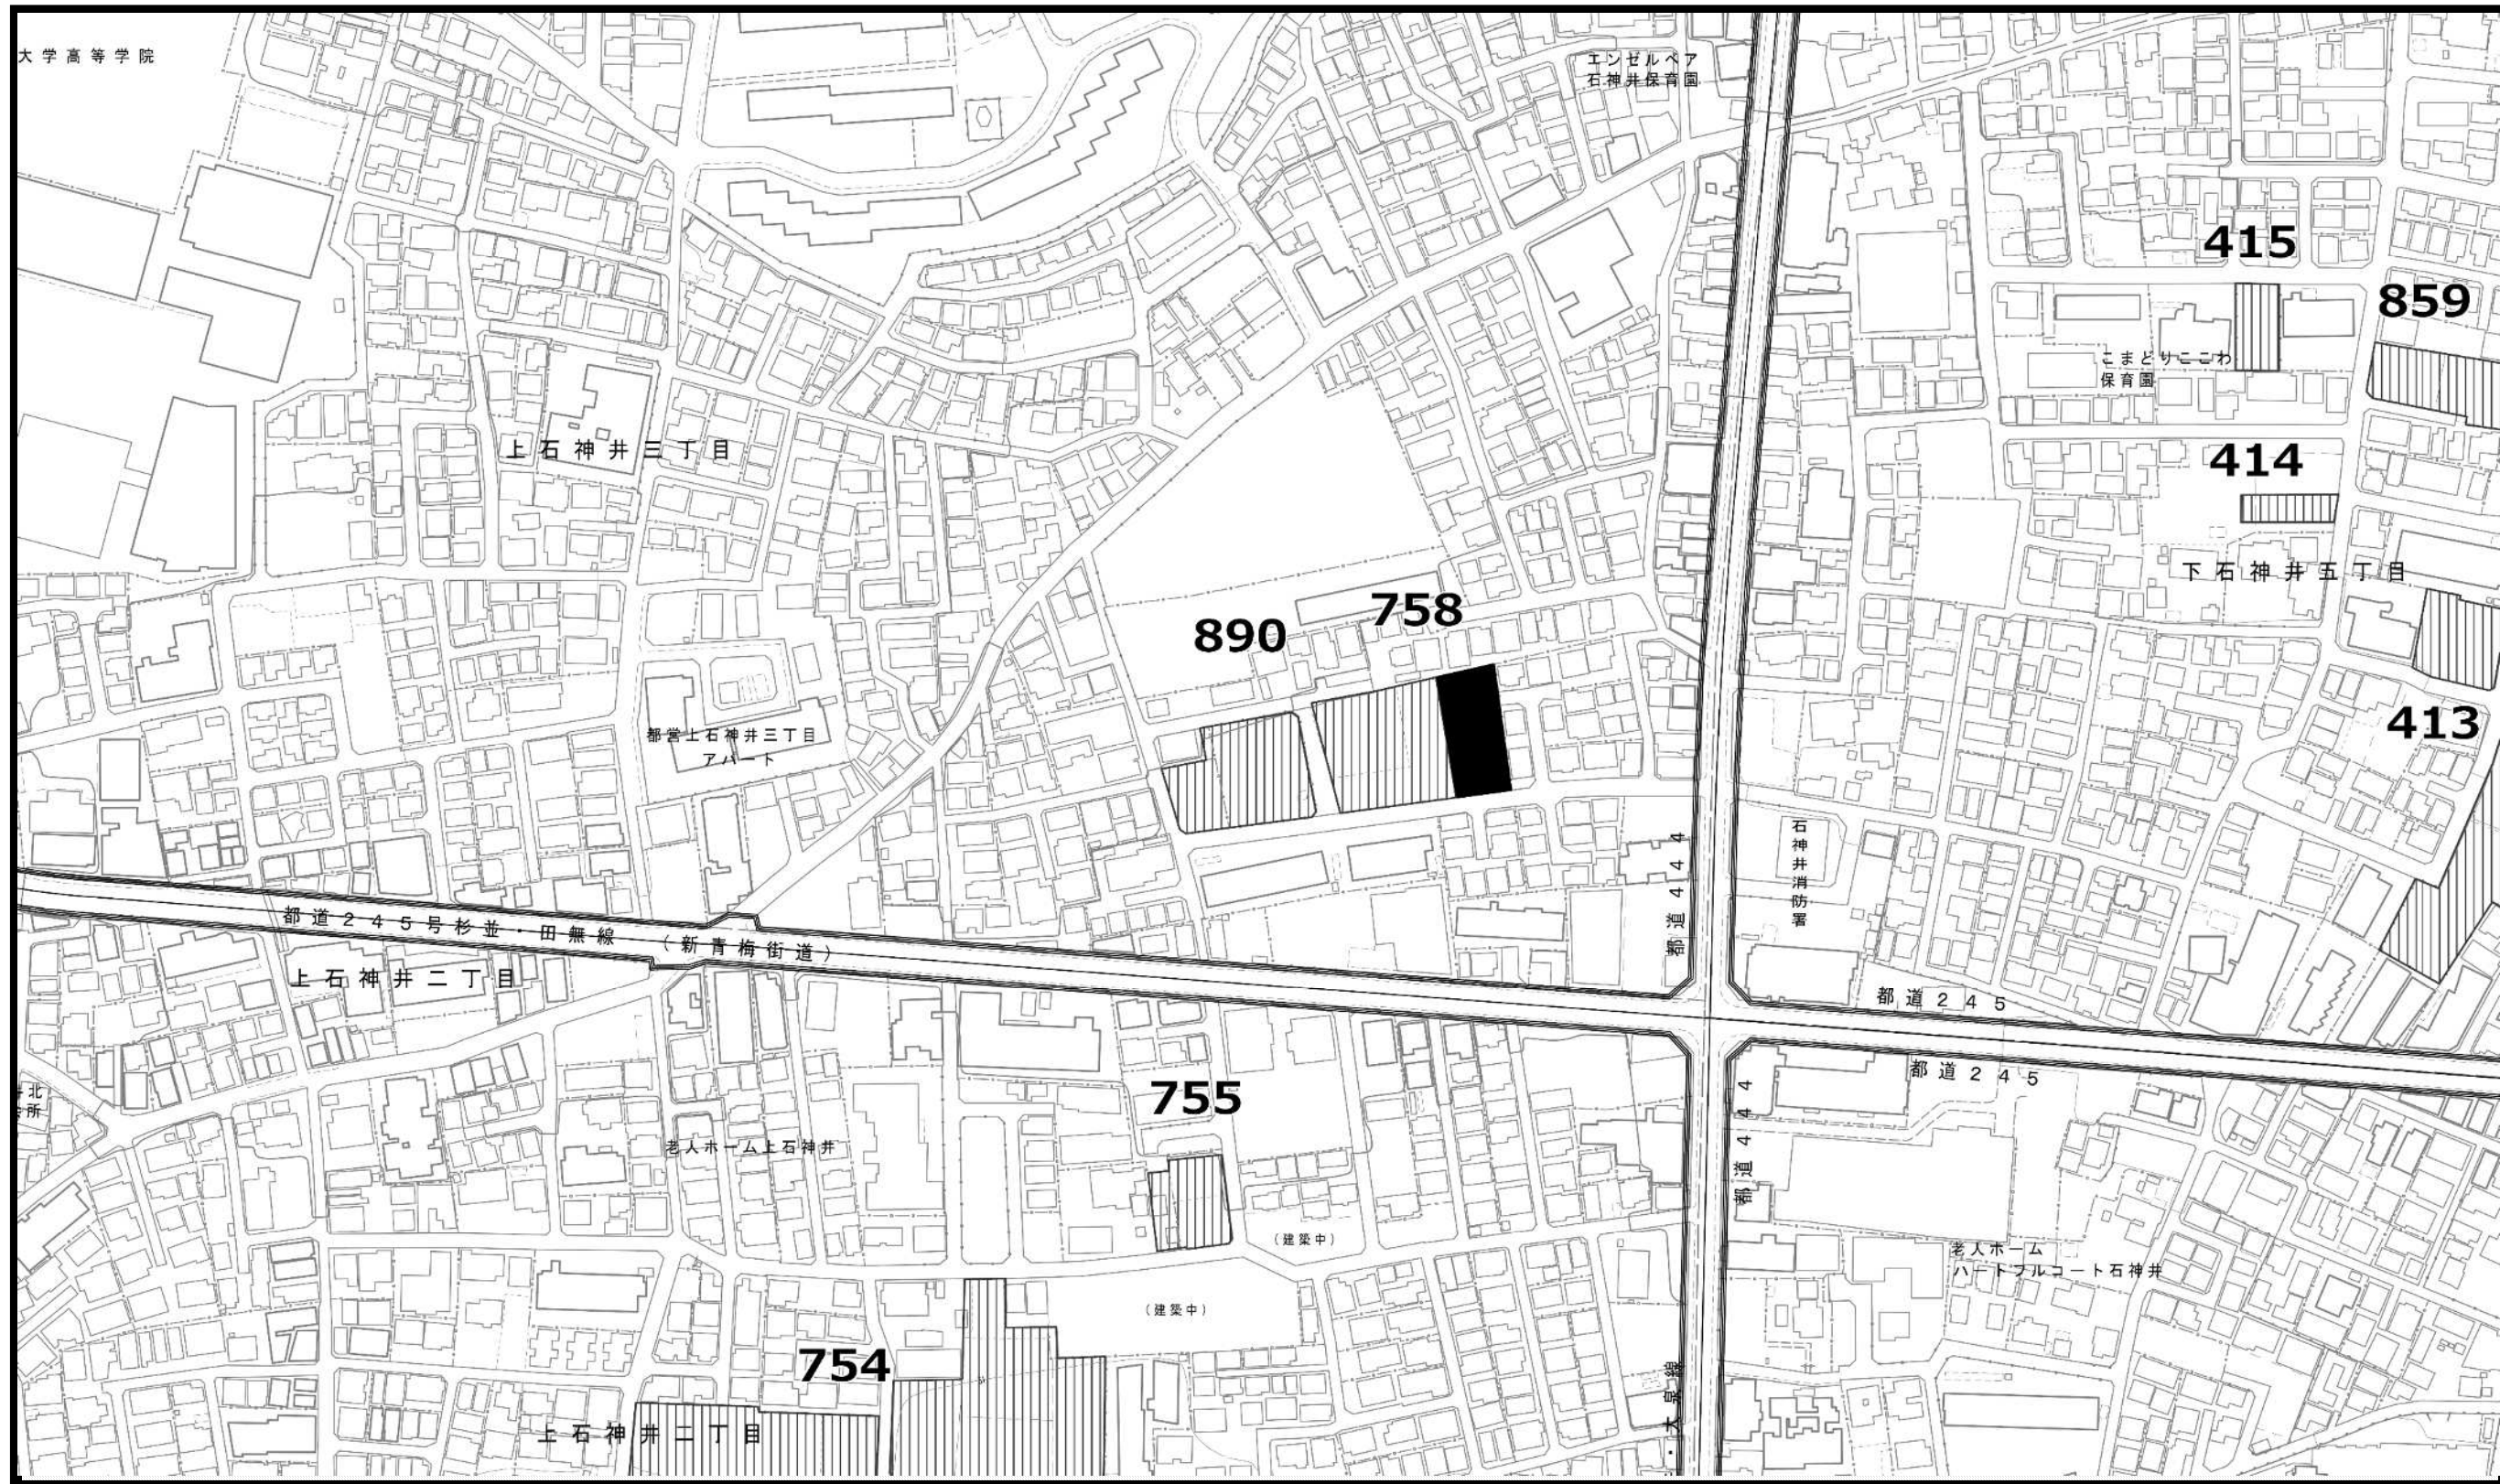 大学高等学院
エンゼルベア
石神井保育園
415
859
こまどりここわ
保育園
上石神井三丁目
414
下石神井五丁目
758
890
413
都営上石神井三丁目
アパート
石神井消防署
都道444
都道245号杉並・田無線 (新青梅街道)
上石神井二丁目
都道245
都道245
755
都道444
老人ホーム上石神井
(建築中)
老人ホーム
ハートフルコート石神井
(建築中)
754
・大泉線
上石神井二丁目